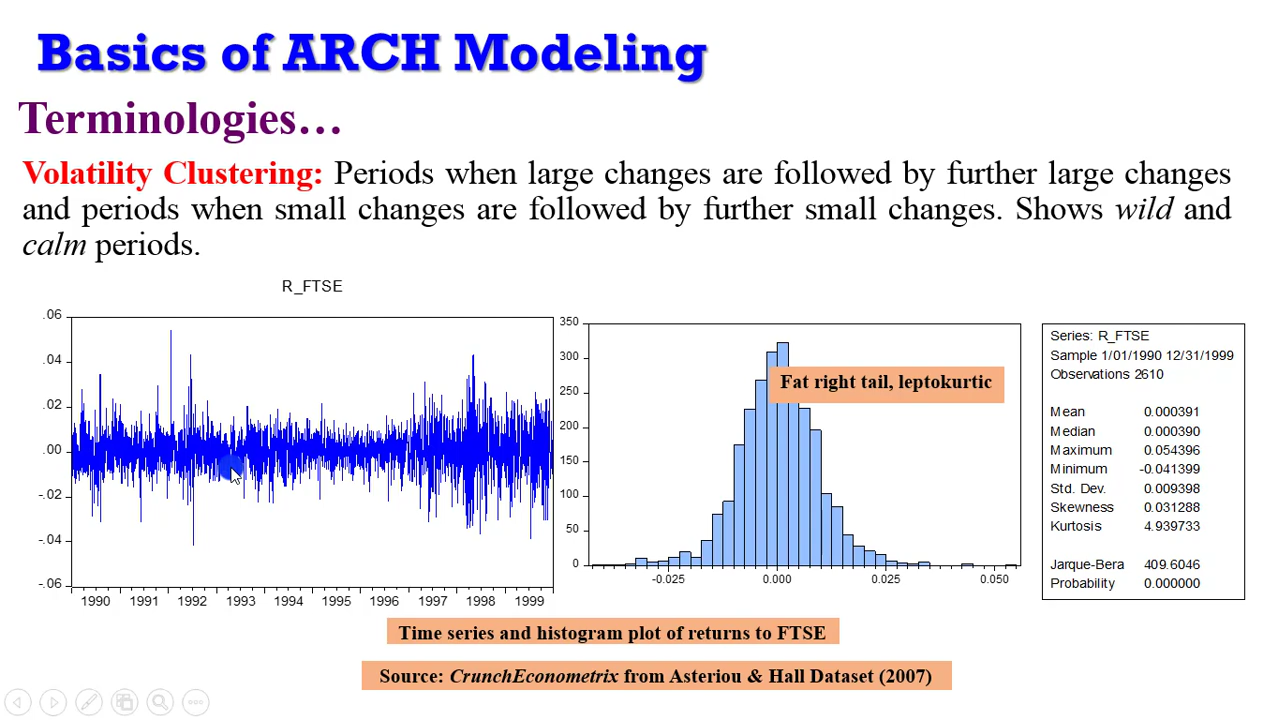 Basics of ARCH Modeling
Terminologies…
Volatility Clustering: Periods when large changes are followed by further large changes
and periods when small changes are followed by further small changes. Shows wild and
calm periods.
R_FTSE
.06
.04
.02
.00
-.02
-.04
-.06
1990 1991 1992 1993 1994 1995 1996 1997 1998 1999
350
300
250
200
150
100
50
0
-0.025 0.000 0.025 0.050
Fat right tail, leptokurtic
Series: R_FTSE
Sample 1/01/1990 12/31/1999
Observations 2610
Mean 0.000391
Median 0.000390
Maximum 0.054396
Minimum -0.041399
Std. Dev. 0.009398
Skewness 0.031288
Kurtosis 4.939733
Jarque-Bera 409.6046
Probability 0.000000
Time series and histogram plot of returns to FTSE
Source: CrunchEconometrix from Asteriou & Hall Dataset (2007)